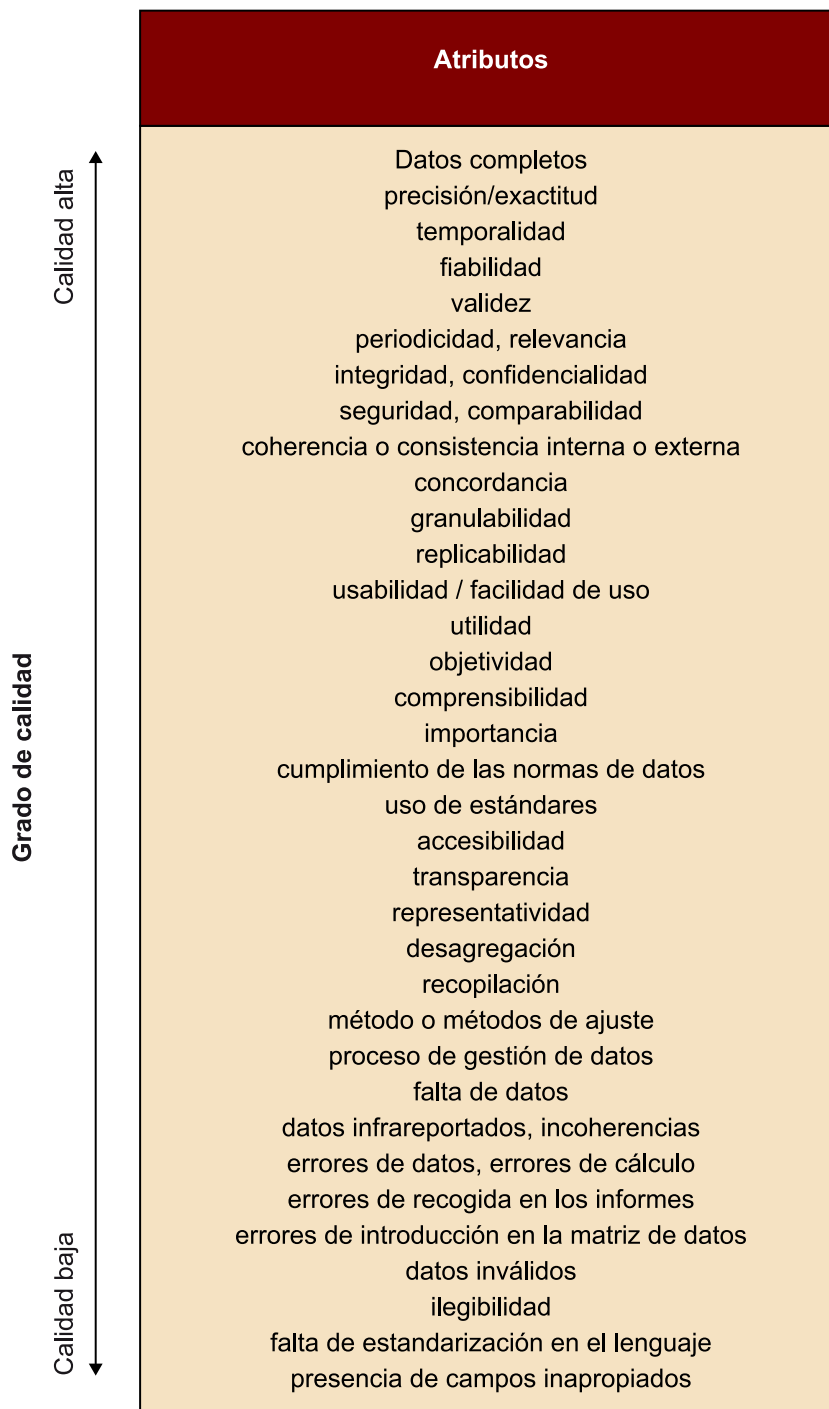 Atributos
Calidad alta
Grado de calidad
Calidad baja
Datos completos
precisión/exactitud
temporalidad
fiabilidad
validez
periodicidad, relevancia
integridad, confidencialidad
seguridad, comparabilidad
coherencia o consistencia interna o externa
concordancia
granulabilidad
replicabilidad
usabilidad / facilidad de uso
utilidad
objetividad
comprensibilidad
importancia
cumplimiento de las normas de datos
uso de estándares
accesibilidad
transparencia
representatividad
desagregación
recopilación
método o métodos de ajuste
proceso de gestión de datos
falta de datos
datos infrareportados, incoherencias
errores de datos, errores de cálculo
errores de recogida en los informes
errores de introducción en la matriz de datos
datos inválidos
ilegibilidad
falta de estandarización en el lenguaje
presencia de campos inapropiados